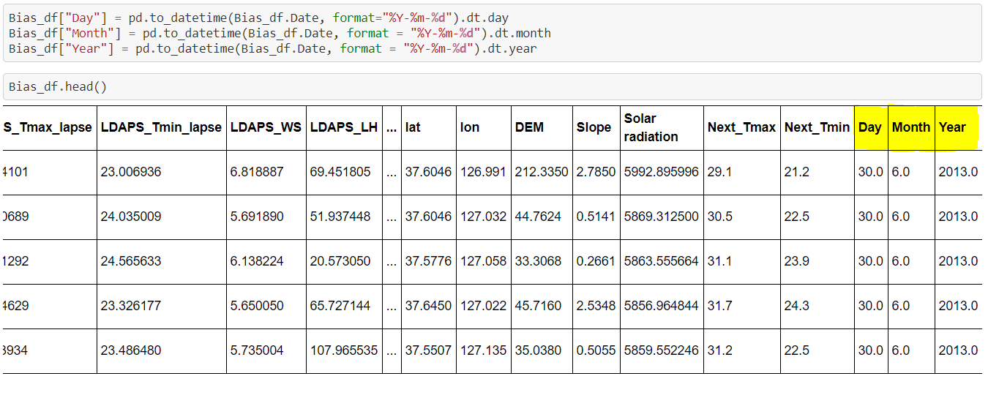 Bias_df["Day"] = pd.to_datetime(Bias_df.Date, format="%Y-%m-%d").dt.day
Bias_df["Month"] = pd.to_datetime(Bias_df.Date, format = "%Y-%m-%d").dt.month
Bias_df["Year"] = pd.to_datetime(Bias_df.Date, format = "%Y-%m-%d").dt.year
Bias_df.head()
S_Tmax_lapse LDAPS_Tmin_lapse LDAPS_WS LDAPS_LH ... lat lon DEM Slope Solar radiation Next_Tmax Next_Tmin Day Month Year
4101 23.006936 6.818887 69.451805 ... 37.6046 126.991 212.3350 2.7850 5992.895996 29.1 21.2 30.0 6.0 2013.0
0689 24.035009 5.691890 51.937448 ... 37.6046 127.032 44.7624 0.5141 5869.312500 30.5 22.5 30.0 6.0 2013.0
1292 24.565633 6.138224 20.573050 ... 37.5776 127.058 33.3068 0.2661 5863.555664 31.1 23.9 30.0 6.0 2013.0
4629 23.326177 5.650050 65.727144 ... 37.6450 127.022 45.7160 2.5348 5856.964844 31.7 24.3 30.0 6.0 2013.0
3934 23.486480 5.735004 107.965535 ... 37.5507 127.135 35.0380 0.5055 5859.552246 31.2 22.5 30.0 6.0 2013.0